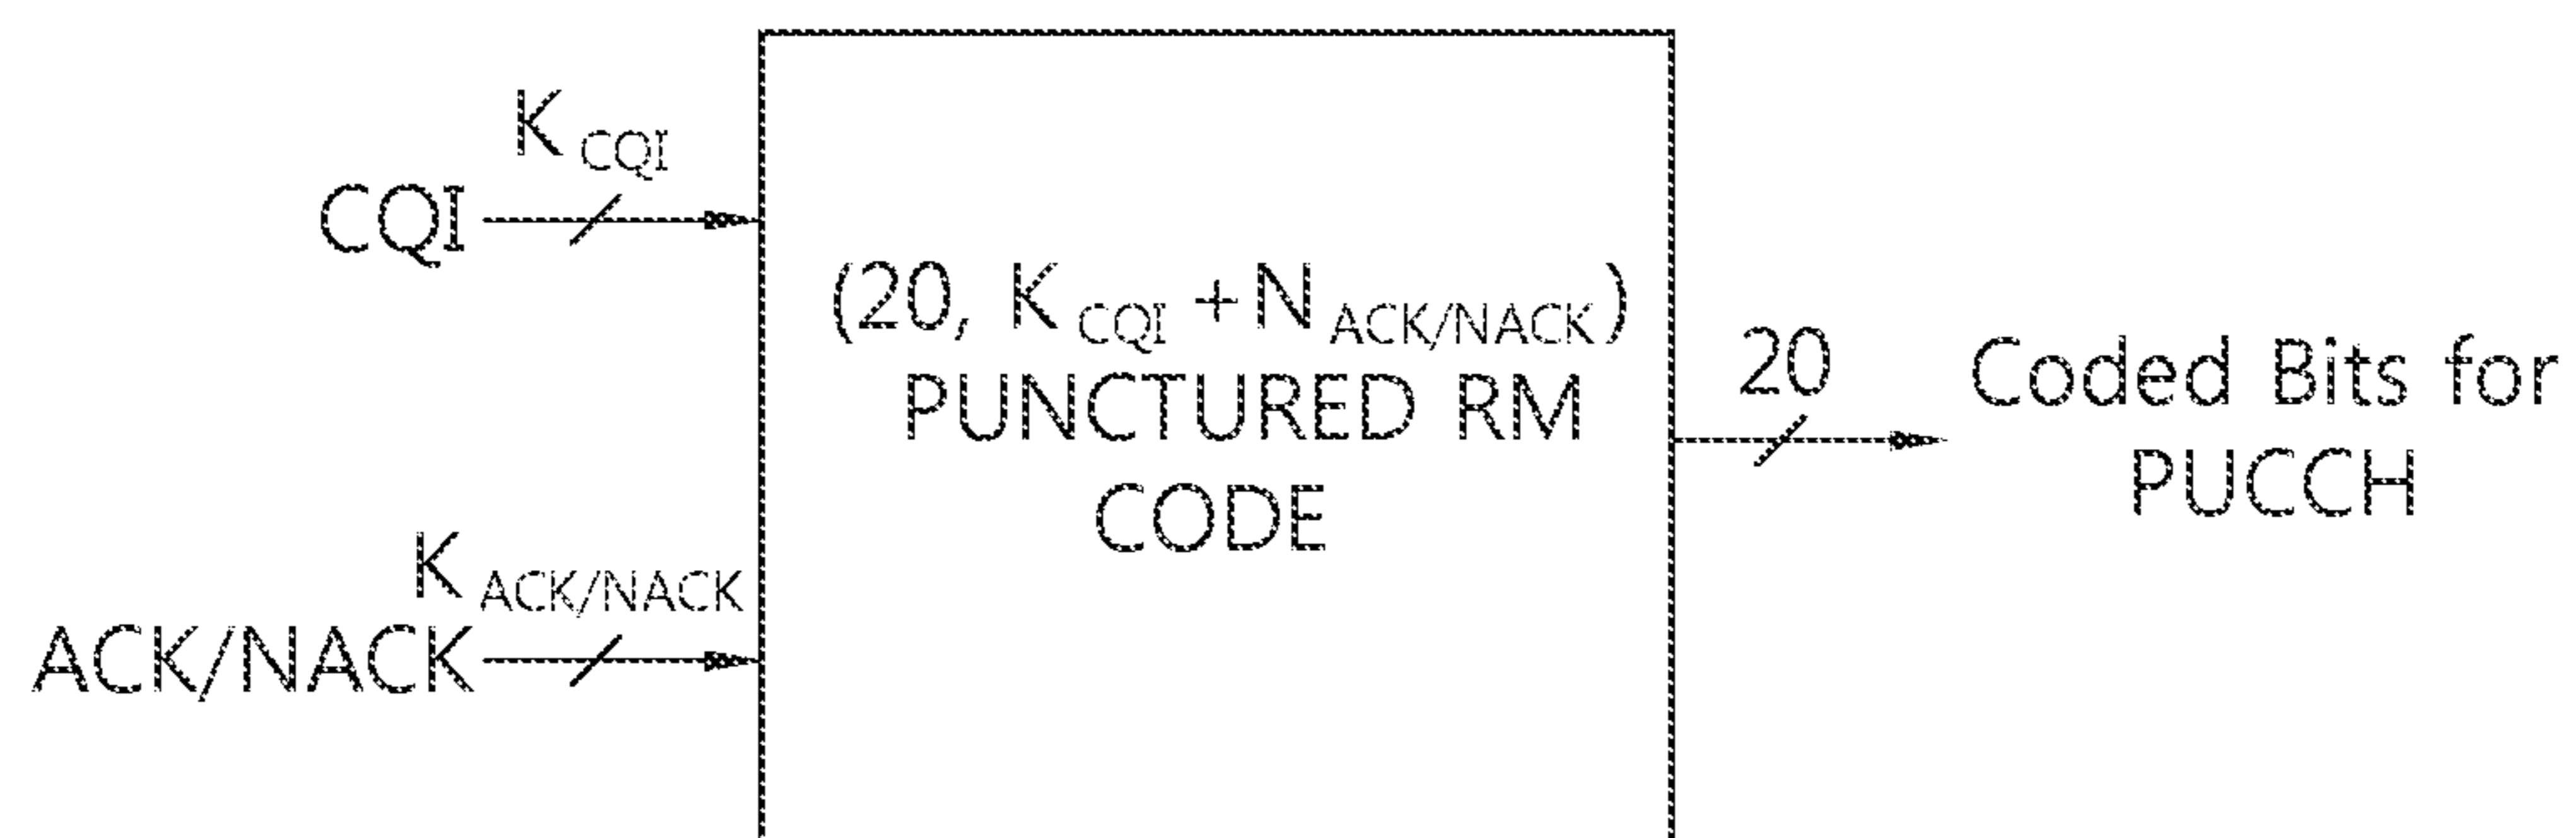 K CQI
CQI
(20, K CQI +N ACK/NACK)
PUNCTURED RM
CODE
K ACK/NACK
ACK/NACK
20
Coded Bits for
PUCCH